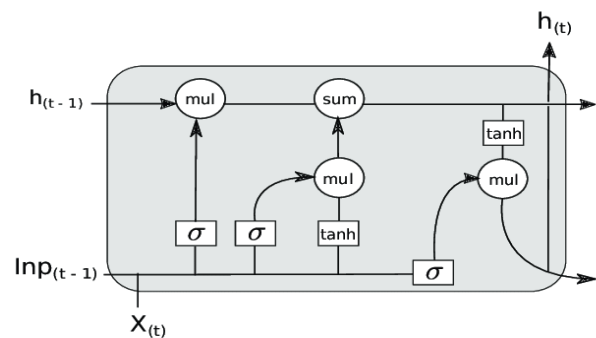 h(t)
h(t - 1)
mul
sum
tanh
mul
mul
σ
σ
tanh
Inp(t - 1)
σ
X(t)